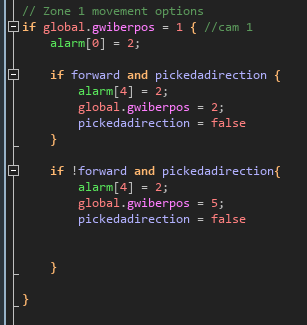 // Zone 1 movement options
if global.gwiberpos = 1 { //cam 1
alarm[0] = 2;
if forward and pickedadirection {
alarm[4] = 2;
global.gwiberpos = 2;
pickedadirection = false
}
if !forward and pickedadirection{
alarm[4] = 2;
global.gwiberpos = 5;
pickedadirection = false
}
}